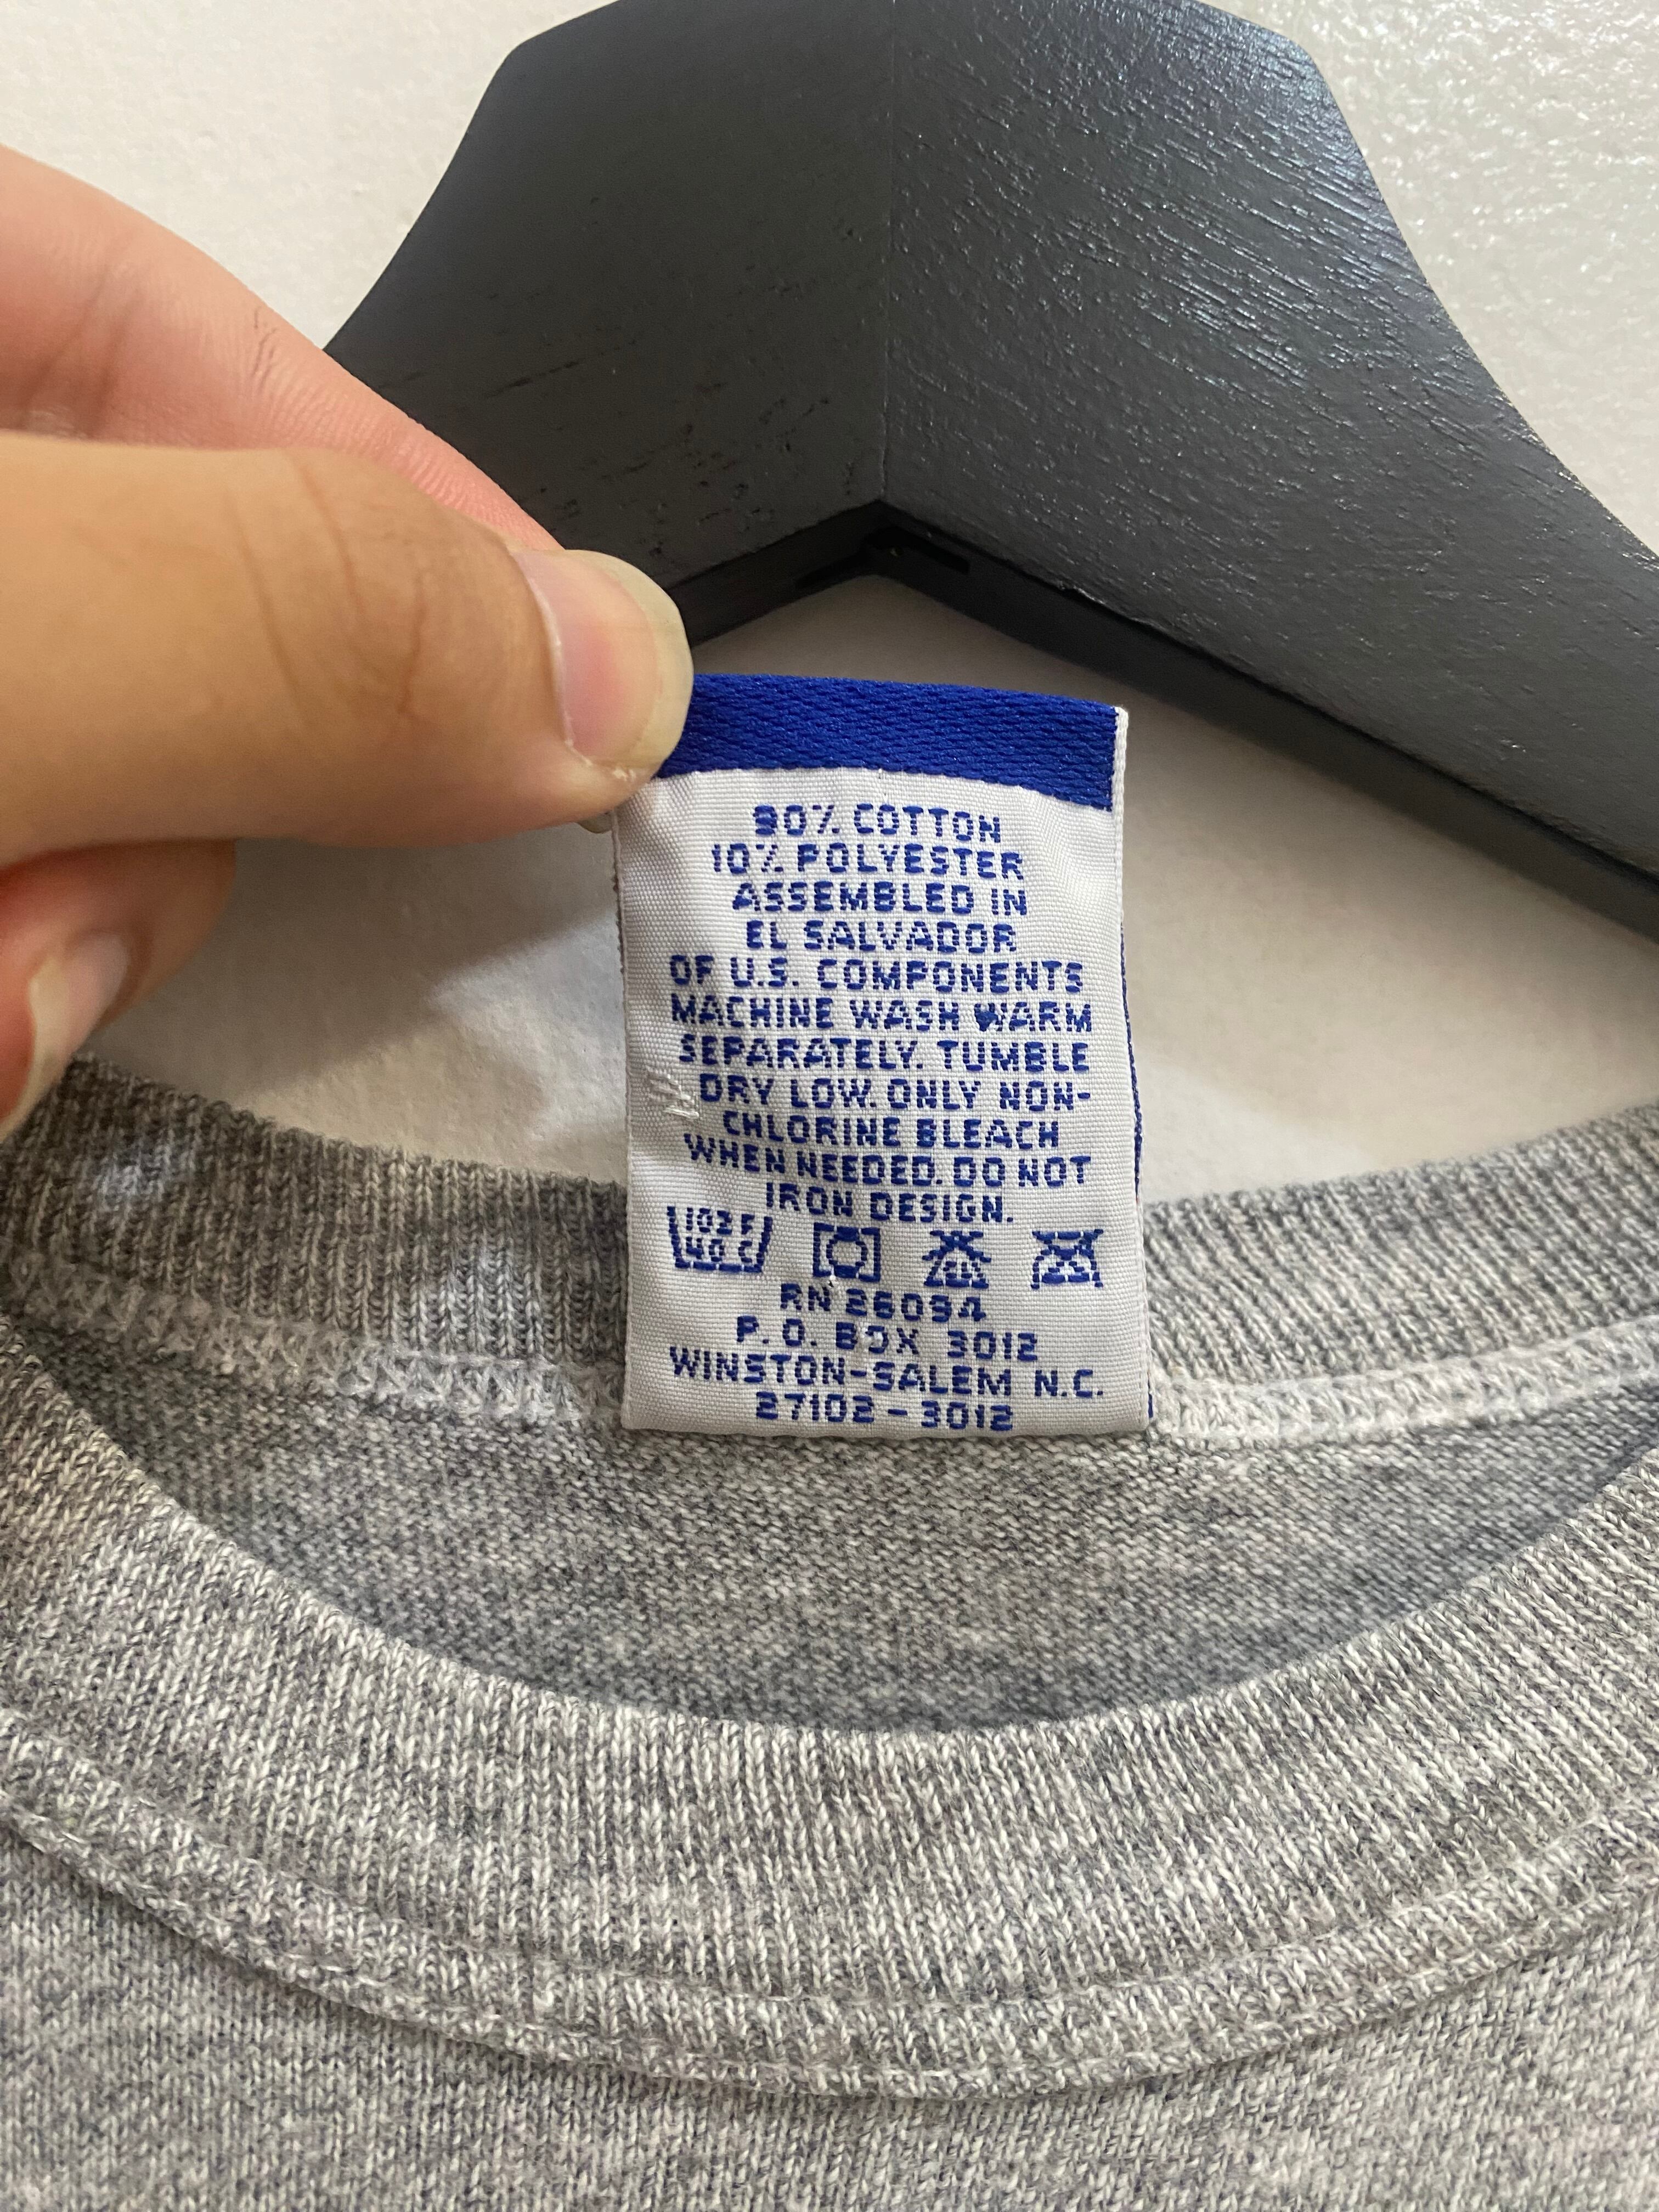 90% COTTON
10% POLYESTER
ASSEMBLED IN
EL SALVADOR
OF U.S. COMPONENTS
MACHINE WASH WARM
SEPARATELY. TUMBLE
DRY LOW. ONLY NON-
CHLORINE BLEACH
WHEN NEEDED. DO NOT
IRON DESIGN.
102 F
40 C
RN 26094
P.O. BOX 3012
WINSTON-SALEM N.C.
27102-3012